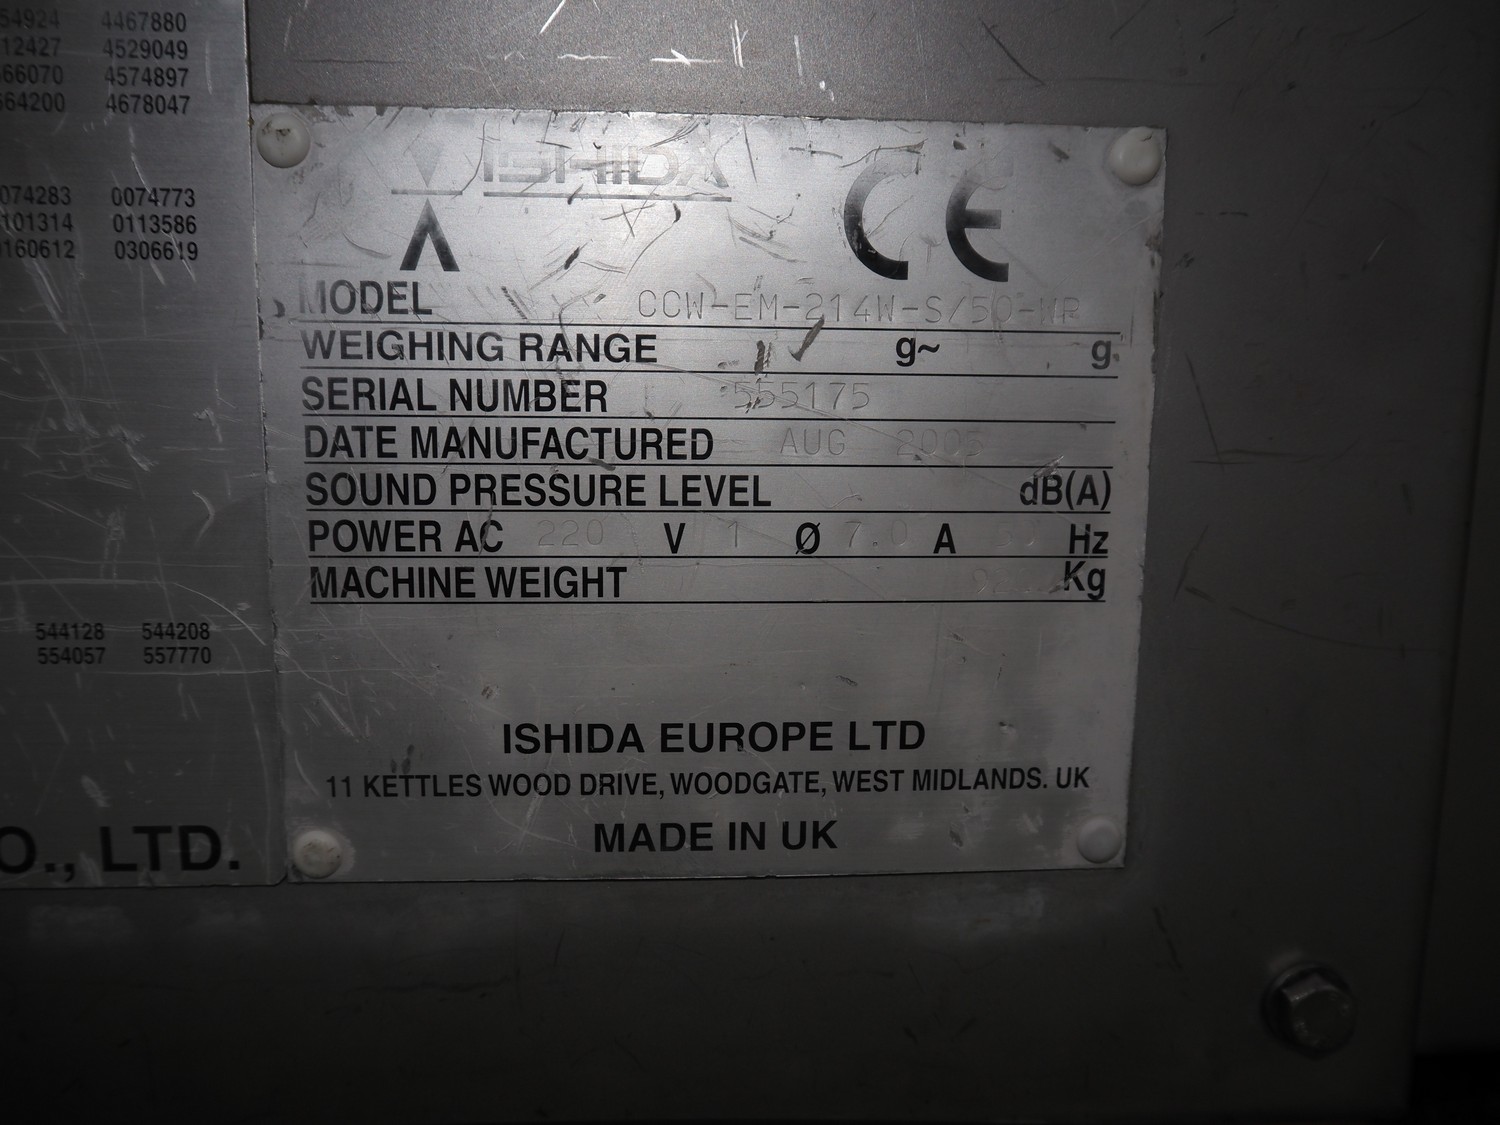 4467880
12427 4529049
66070 4574897
64200 4678047
074283 0074773
101314 0113586
160612 0306619
544128 544208
554057 557770
O., LTD.
ISHIDA
CE
MODEL CCW-EM-214W-S/50-WP
WEIGHING RANGE g~ g
SERIAL NUMBER 555175
DATE MANUFACTURED AUG 2005
SOUND PRESSURE LEVEL dB(A)
POWER AC 220 V 1 Ø 7.0 A Hz
MACHINE WEIGHT Kg
ISHIDA EUROPE LTD
11 KETTLES WOOD DRIVE, WOODGATE, WEST MIDLANDS. UK
MADE IN UK